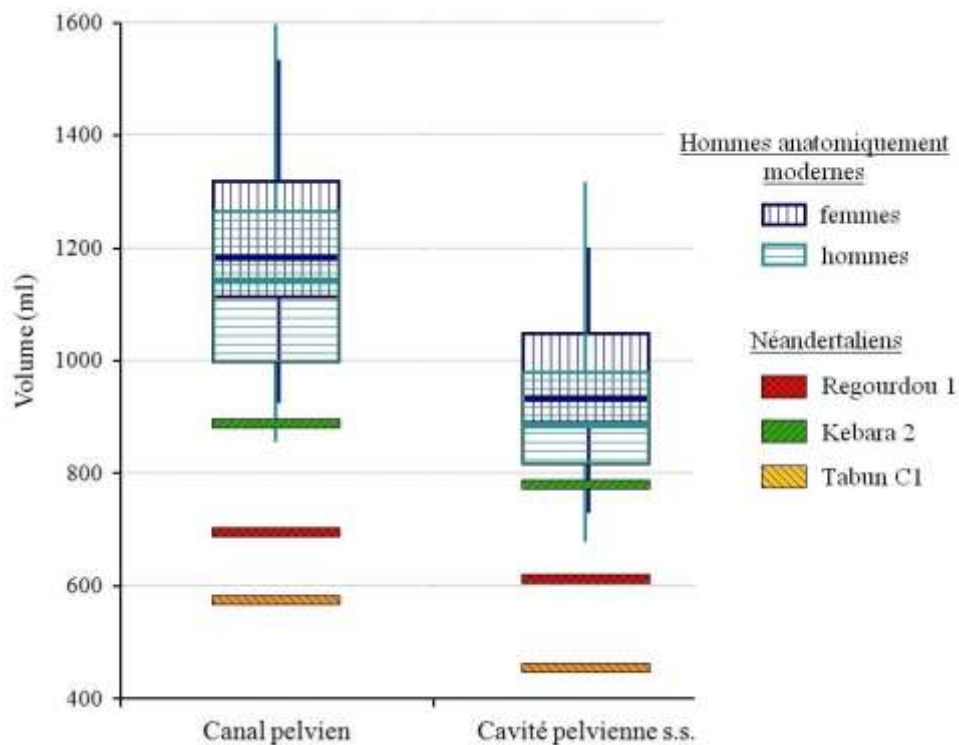 1600
1400
1200
1000
800
600
400
Volume (ml)
Canal pelvien
Cavité pelvienne s.s.
Hommes anatomiquement
modernes
femmes
hommes
Néandertaliens
Regourdou 1
Kebara 2
Tabun C1